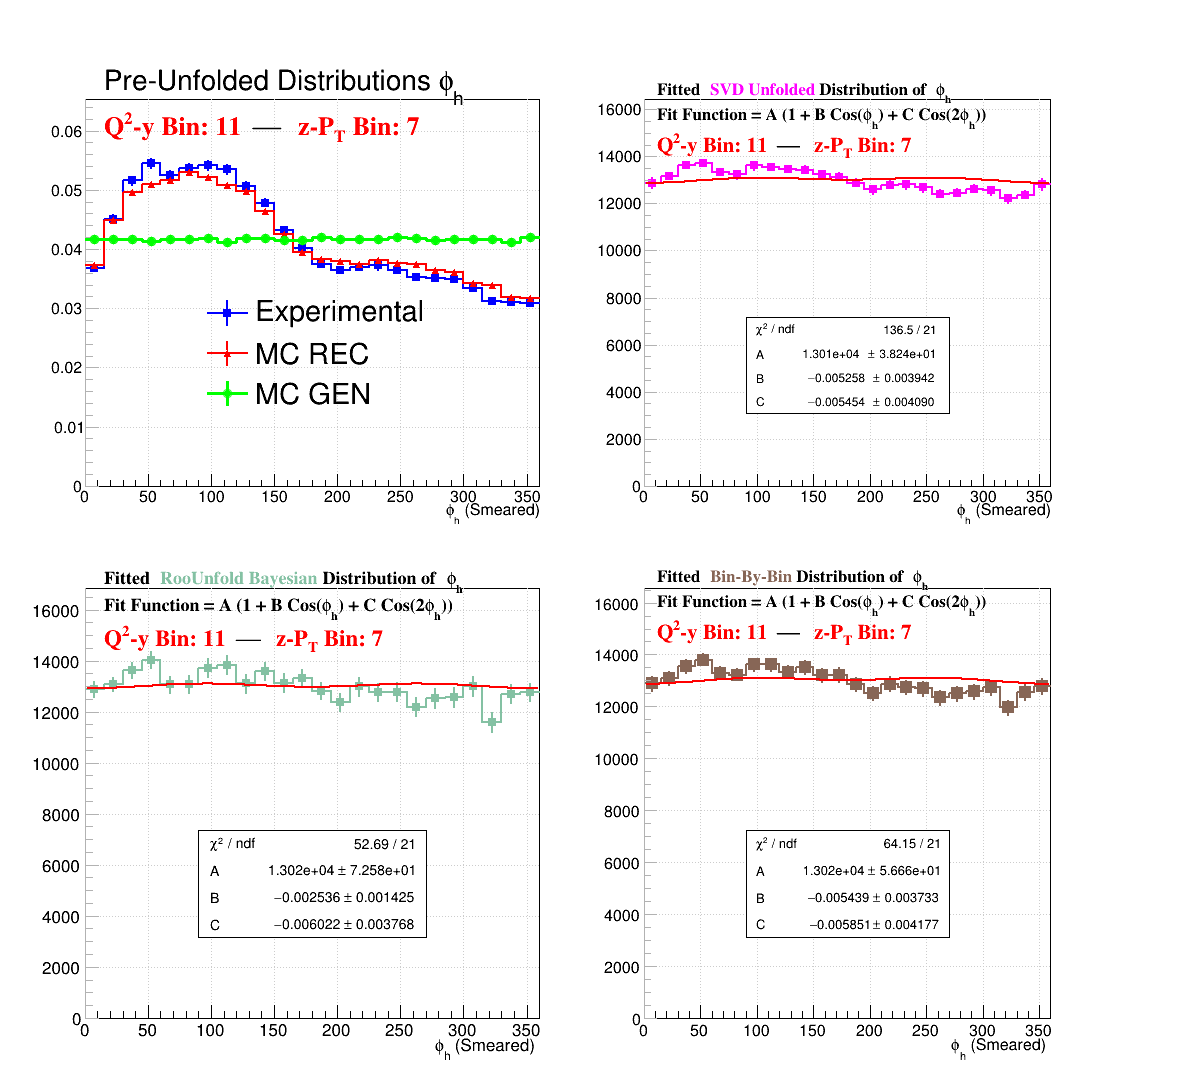 Pre-Unfolded Distributions ϕh
Q²-y Bin: 11 — z-PT Bin: 7
0.06
0.05
0.04
0.03
0.02
0.01
0
Experimental
MC REC
MC GEN
0 50 100 150 200 250 300 350
ϕh (Smeared)
Fitted SVD Unfolded Distribution of ϕh
Fit Function = A (1 + B Cos(ϕh) + C Cos(2ϕh))
Q²-y Bin: 11 — z-PT Bin: 7
16000
14000
12000
10000
8000
6000
4000
2000
0
χ² / ndf 136.5 / 21
A 1.301e+04 ± 3.824e+01
B −0.005258 ± 0.003942
C −0.005454 ± 0.004090
0 50 100 150 200 250 300 350
ϕh (Smeared)
Fitted RooUnfold Bayesian Distribution of ϕh
Fit Function = A (1 + B Cos(ϕh) + C Cos(2ϕh))
Q²-y Bin: 11 — z-PT Bin: 7
16000
14000
12000
10000
8000
6000
4000
2000
0
χ² / ndf 52.69 / 21
A 1.302e+04 ± 7.258e+01
B −0.002536 ± 0.001425
C −0.006022 ± 0.003768
0 50 100 150 200 250 300 350
ϕh (Smeared)
Fitted Bin-By-Bin Distribution of ϕh
Fit Function = A (1 + B Cos(ϕh) + C Cos(2ϕh))
Q²-y Bin: 11 — z-PT Bin: 7
16000
14000
12000
10000
8000
6000
4000
2000
0
χ² / ndf 64.15 / 21
A 1.302e+04 ± 5.666e+01
B −0.005439 ± 0.003733
C −0.005851 ± 0.004177
0 50 100 150 200 250 300 350
ϕh (Smeared)